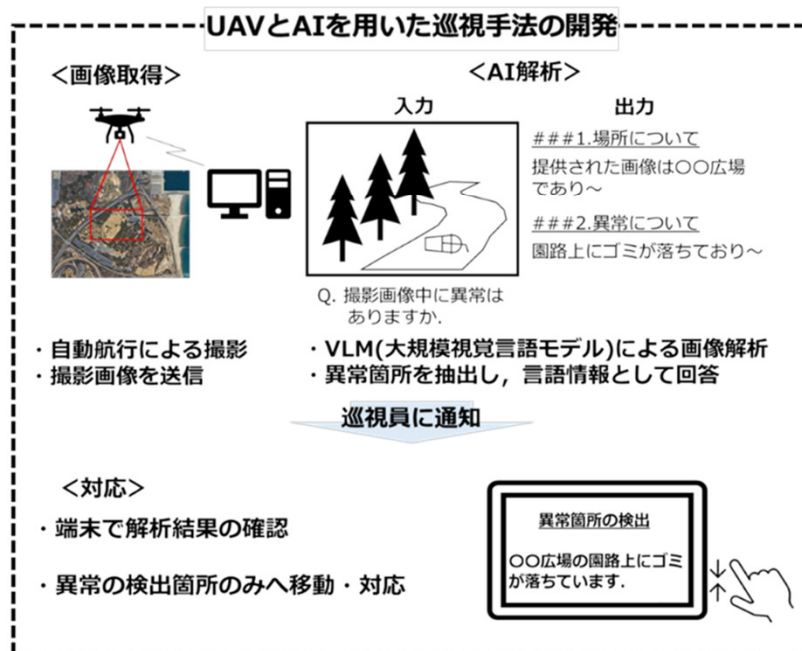 UAVとAIを用いた巡視手法の開発
＜画像取得＞
＜AI解析＞
入力
出力
###1.場所について
提供された画像は〇〇広場
であり～
###2.異常について
園路上にゴミが落ちており～
Q. 撮影画像中に異常は
ありますか.
・自動航行による撮影
・撮影画像を送信
・VLM(大規模視覚言語モデル)による画像解析
・異常箇所を抽出し，言語情報として回答
巡視員に通知
＜対応＞
・端末で解析結果の確認
・異常の検出箇所のみへ移動・対応
異常箇所の検出
〇〇広場の園路上にゴミ
が落ちています.